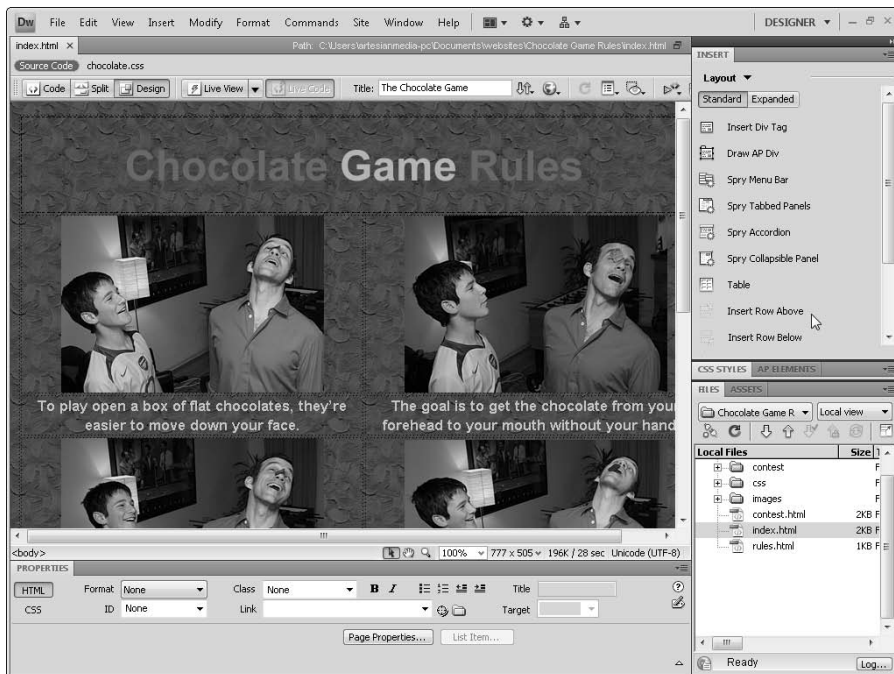 Dw File Edit View Insert Modify Format Commands Site Window Help DESIGNER
index.html × Path: C:\Users\artesianmedia-pc\Documents\websites\Chocolate Game Rules\index.html
Source Code chocolate.css
Code Split Design Live View Live Code Title: The Chocolate Game
Chocolate Game Rules
To play open a box of flat chocolates, they're
easier to move down your face.
The goal is to get the chocolate from your
forehead to your mouth without your hand
<body> 100% 777 x 505 196K / 28 sec Unicode (UTF-8)
PROPERTIES
HTML Format None Class None B I Title
CSS ID None Link Target
Page Properties... List Item...
INSERT
Layout
Standard Expanded
Insert Div Tag
Draw AP Div
Spry Menu Bar
Spry Tabbed Panels
Spry Accordion
Spry Collapsible Panel
Table
Insert Row Above
Insert Row Below
CSS STYLES AP ELEMENTS
FILES ASSETS
Chocolate Game R Local view
Local Files Size T
contest F
css F
images F
contest.html 2KB F
index.html 2KB F
rules.html 1KB F
Ready Log...